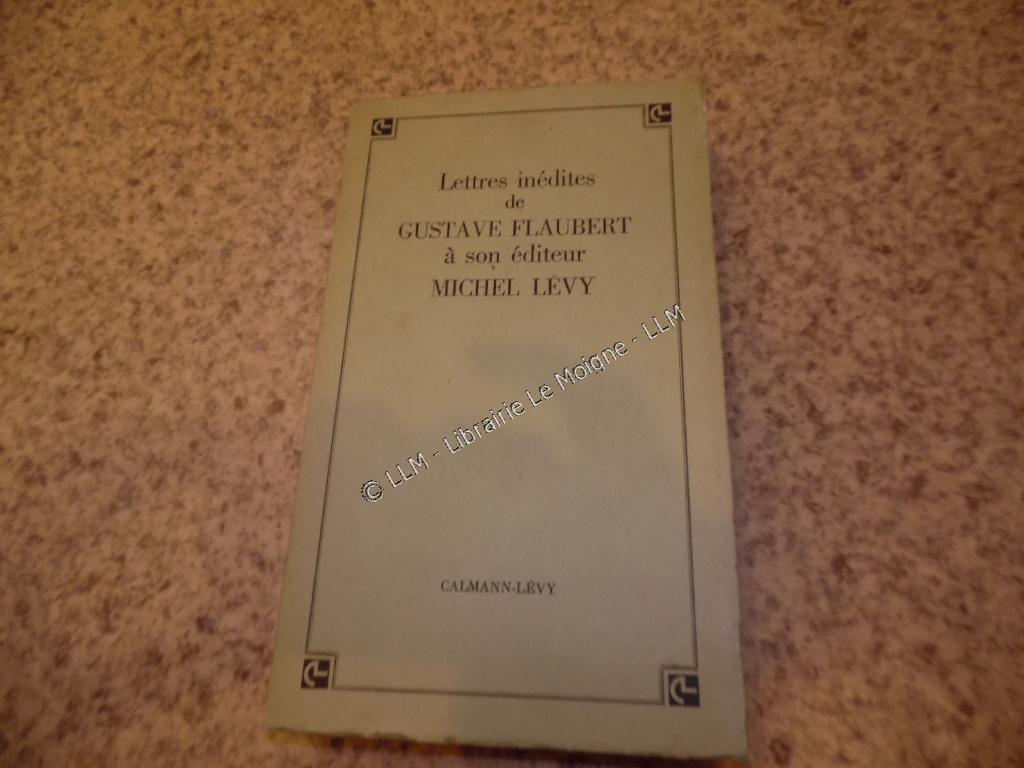 Lettres inédites
de
GUSTAVE FLAUBERT
à son éditeur
MICHEL LÉVY
© LLM - Librairie Le Moigne - LLM
CALMANN-LÉVY